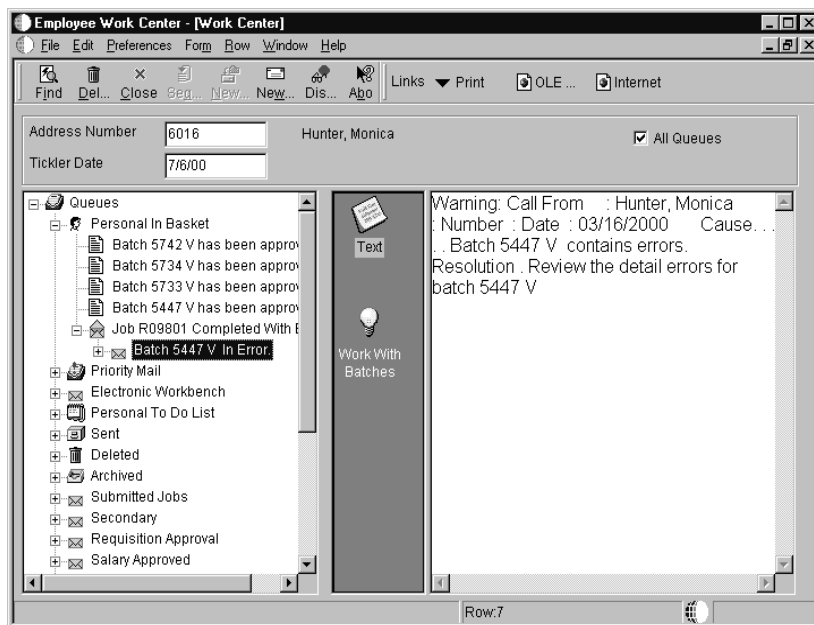 Employee Work Center - [Work Center]
File Edit Preferences Form Row Window Help
Find Del... Close Seq... New... New... Dis... Abo Links Print OLE ... Internet
Address Number 6016 Hunter, Monica All Queues
Tickler Date 7/6/00
Queues
Personal In Basket
Batch 5742 V has been approv
Batch 5734 V has been approv
Batch 5733 V has been approv
Batch 5447 V has been approv
Job R09801 Completed With E
Batch 5447 V In Error.
Priority Mail
Electronic Workbench
Personal To Do List
Sent
Deleted
Archived
Submitted Jobs
Secondary
Requisition Approval
Salary Approved
Text
Work With
Batches
Warning: Call From : Hunter, Monica
: Number : Date : 03/16/2000 Cause. . .
. . Batch 5447 V contains errors.
Resolution . Review the detail errors for
batch 5447 V
Row:7